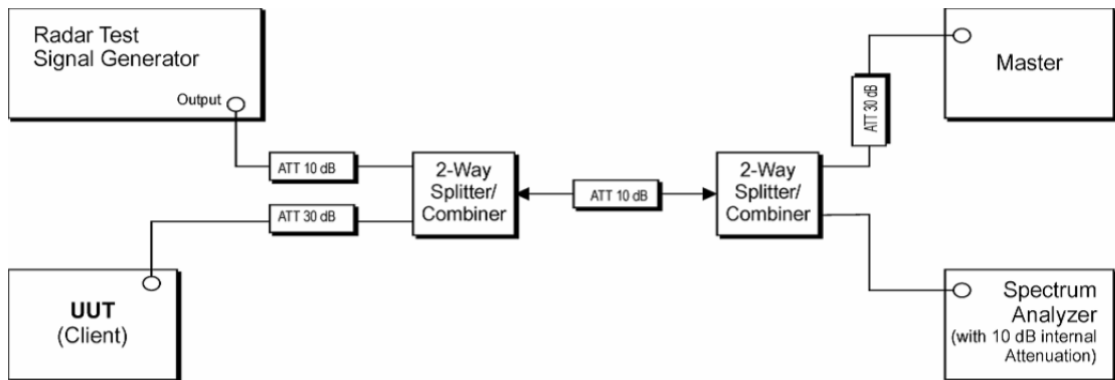 Radar Test
Signal Generator
Output
ATT 10 dB
ATT 30 dB
2-Way
Splitter/
Combiner
ATT 10 dB
2-Way
Splitter/
Combiner
ATT 30 dB
Master
UUT
(Client)
Spectrum
Analyzer
(with 10 dB internal
Attenuation)